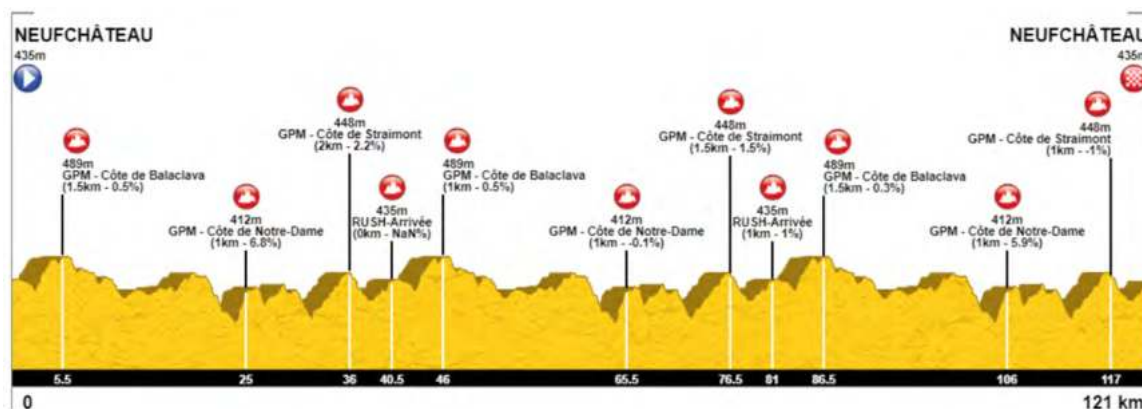 NEUFCHÂTEAU
435m
NEUFCHÂTEAU
435m
489m
GPM - Côte de Balaclava
(1.5km - 0.5%)
412m
GPM - Côte de Notre-Dame
(1km - 6.8%)
448m
GPM - Côte de Straimont
(2km - 2.2%)
435m
RUSH-Arrivée
(0km - NaN%)
489m
GPM - Côte de Balaclava
(1km - 0.5%)
412m
GPM - Côte de Notre-Dame
(1km - -0.1%)
448m
GPM - Côte de Straimont
(1.5km - 1.5%)
435m
RUSH-Arrivée
(1km - 1%)
489m
GPM - Côte de Balaclava
(1.5km - 0.3%)
412m
GPM - Côte de Notre-Dame
(1km - 5.9%)
448m
GPM - Côte de Straimont
(1km - -1%)
5.5 25 36 40.5 46 65.5 76.5 81 86.5 106 117
0 121 km